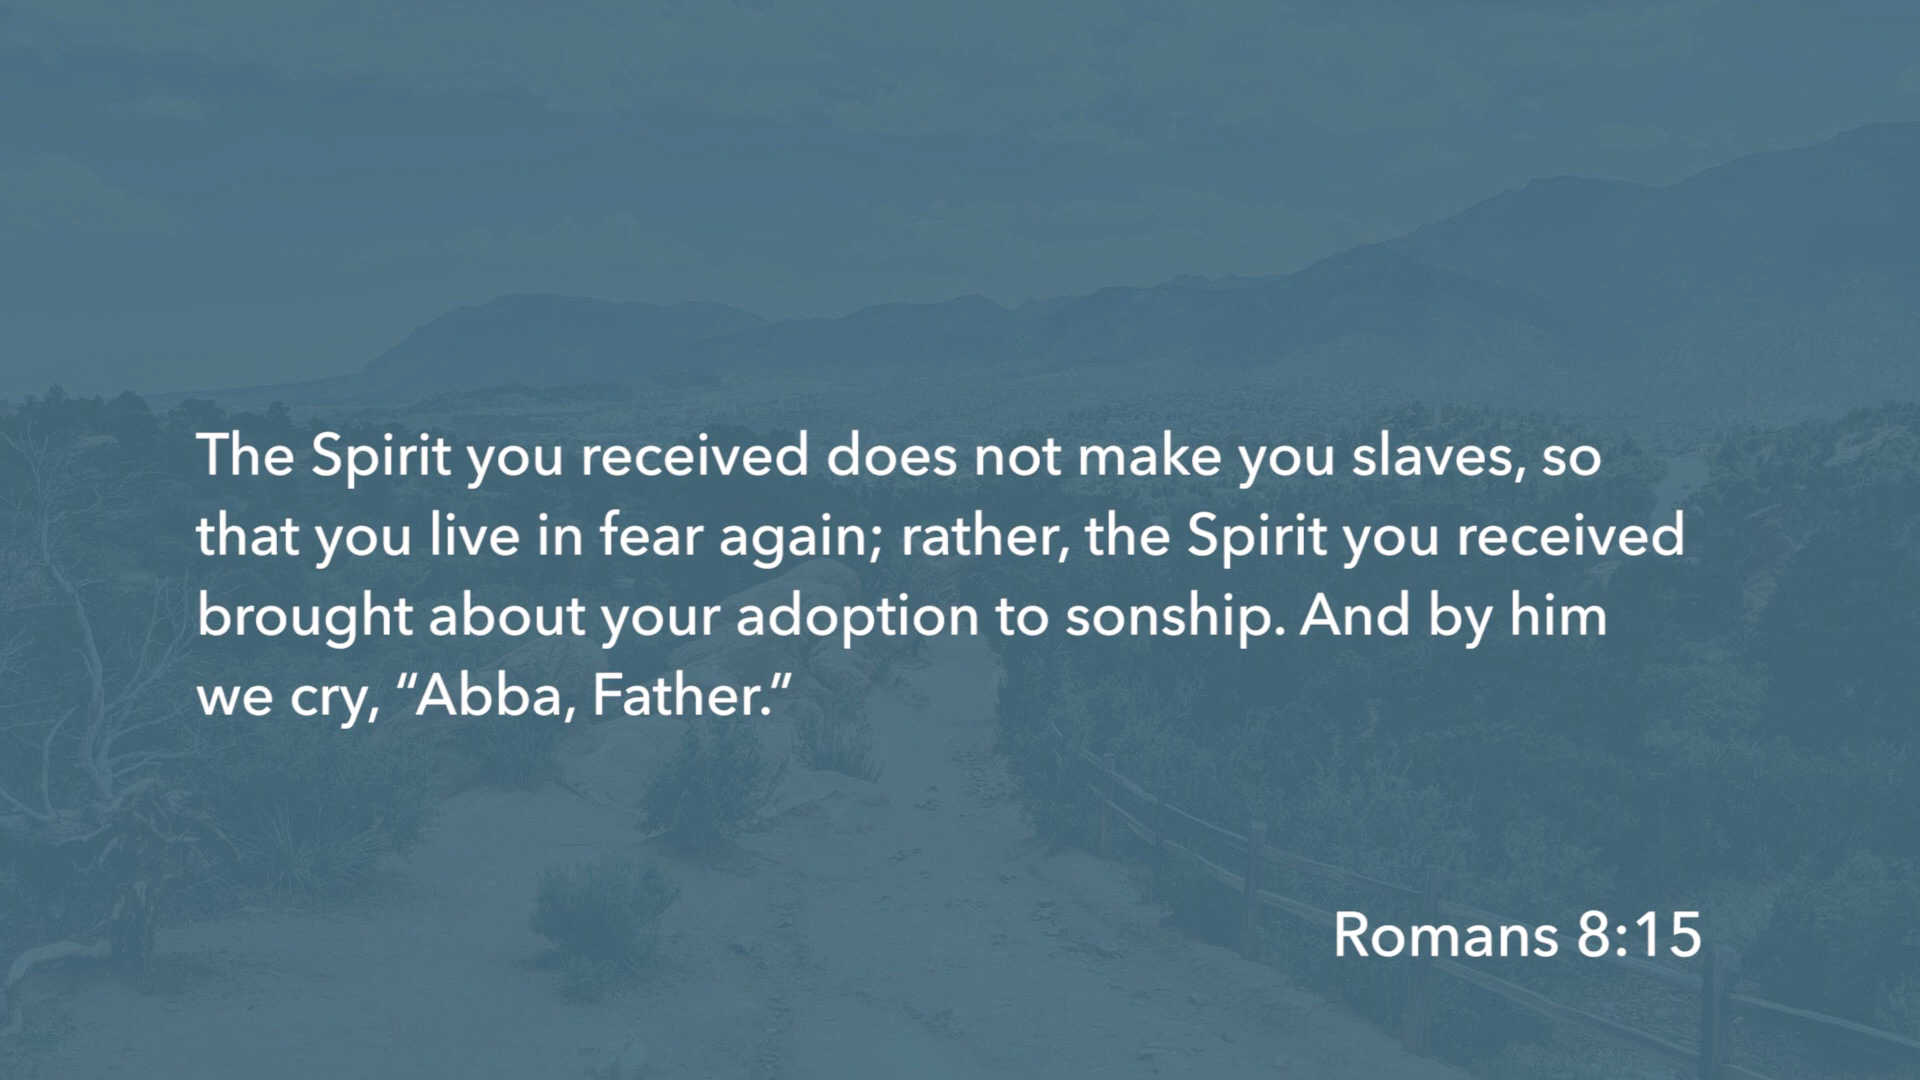 The Spirit you received does not make you slaves, so
that you live in fear again; rather, the Spirit you received
brought about your adoption to sonship. And by him
we cry, “Abba, Father.”
Romans 8:15